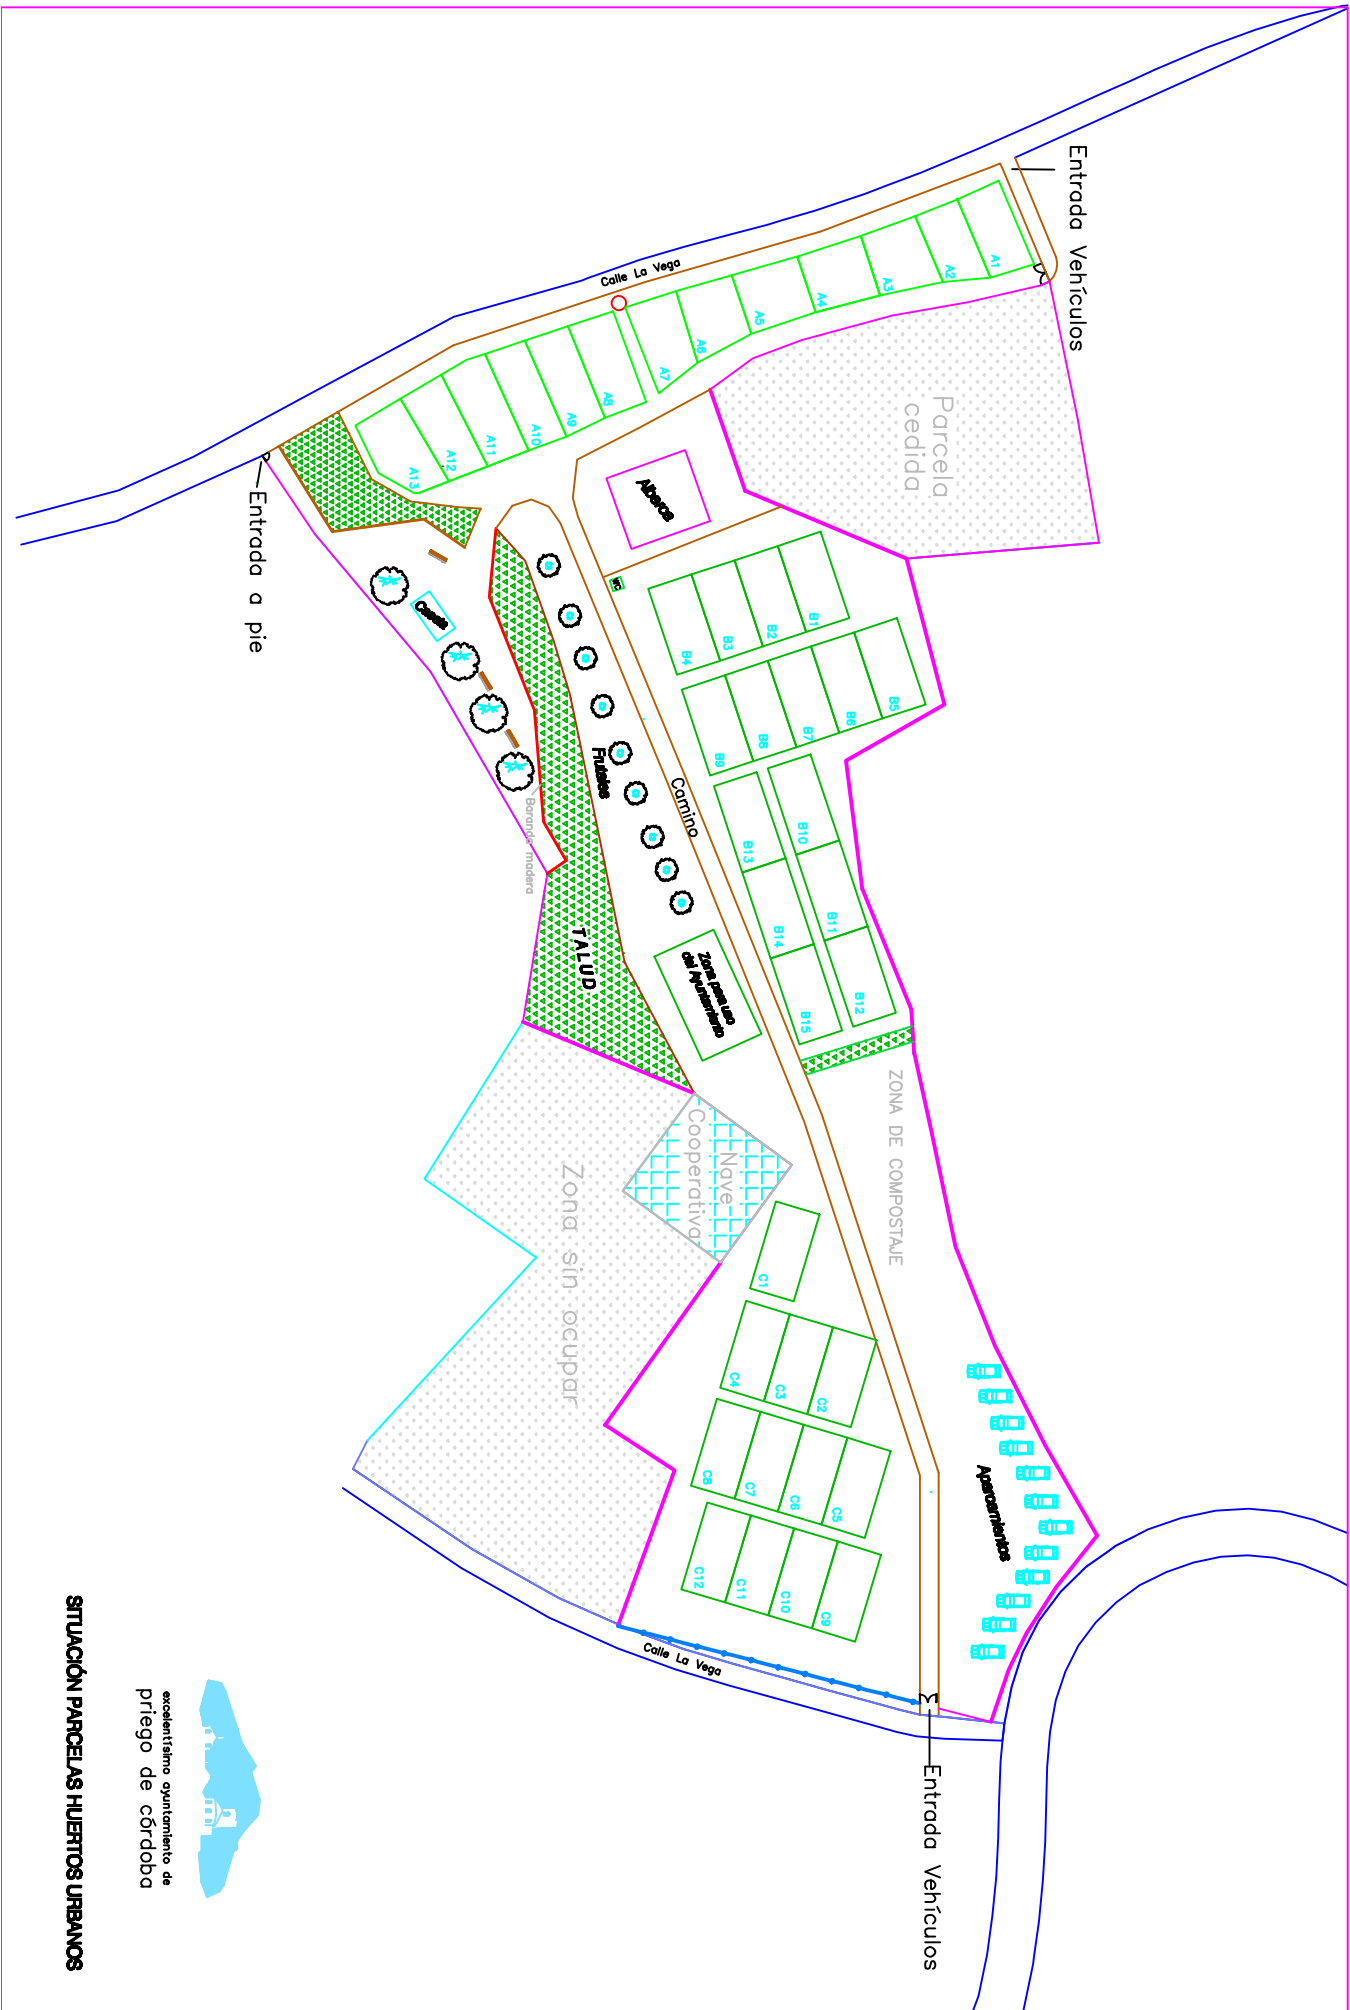 Entrada Vehículos
Calle La Vega
A1
A2
A3
A4
A5
A6
A7
A8
A9
A10
A11
A12
A13
Parcela
cedida
Alberca
WC
Entrada a pie
Caseta
Baranda madera
Frutales
Camino
TALUD
B1
B2
B3
B4
B5
B6
B7
B8
B9
B10
B11
B12
B13
B14
B15
Zona para uso
del Ayuntamiento
ZONA DE COMPOSTAJE
Nave
Cooperativa
Zona sin ocupar
C1
C2
C3
C4
C5
C6
C7
C8
C9
C10
C11
C12
Aparcamientos
Calle La Vega
Entrada Vehículos
excelentísimo ayuntamiento de
priego de córdoba
SITUACIÓN PARCELAS HUERTOS URBANOS